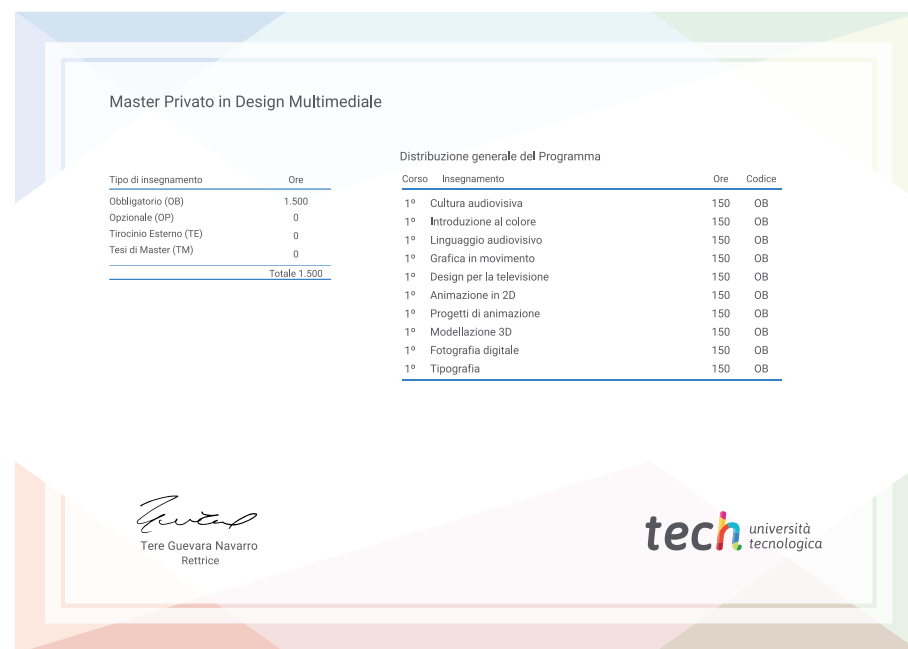 Master Privato in Design Multimediale
Tipo di insegnamento Ore
Obbligatorio (OB) 1.500
Opzionale (OP) 0
Tirocinio Esterno (TE) 0
Tesi di Master (TM) 0
Totale 1.500
Distribuzione generale del Programma
Corso Insegnamento Ore Codice
1º Cultura audiovisiva 150 OB
1º Introduzione al colore 150 OB
1º Linguaggio audiovisivo 150 OB
1º Grafica in movimento 150 OB
1º Design per la televisione 150 OB
1º Animazione in 2D 150 OB
1º Progetti di animazione 150 OB
1º Modellazione 3D 150 OB
1º Fotografia digitale 150 OB
1º Tipografia 150 OB
Tere Guevara Navarro
Rettrice
tech università
tecnologica